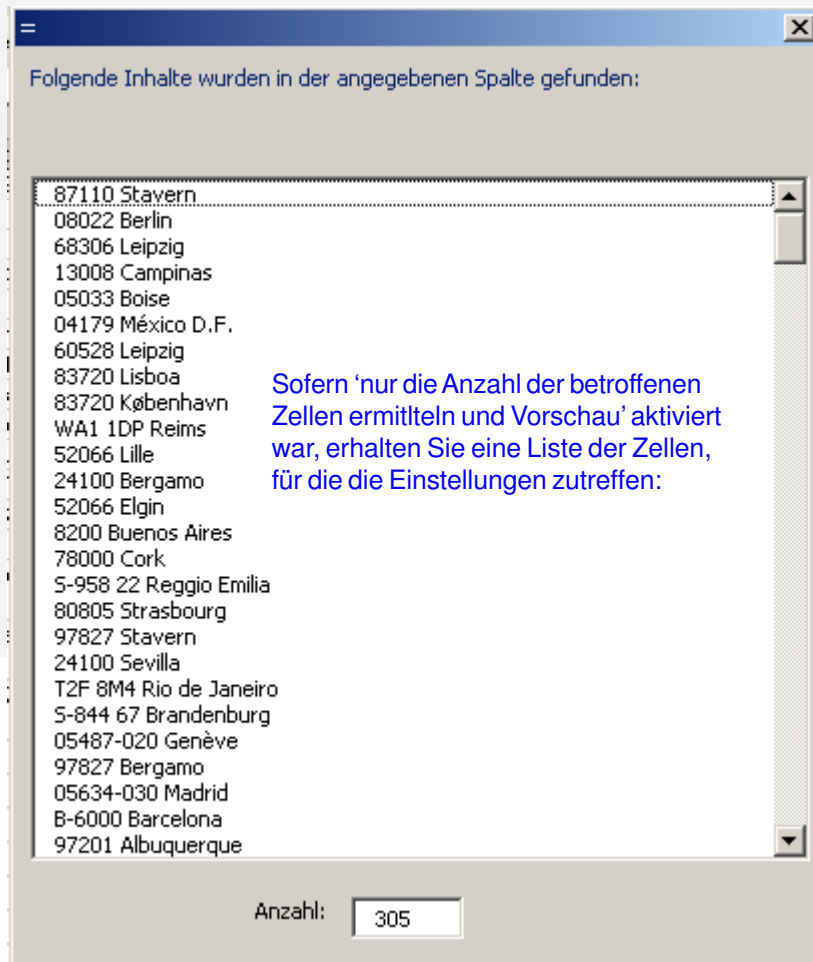 =
Folgende Inhalte wurden in der angegebenen Spalte gefunden:
87110 Stavern
08022 Berlin
68306 Leipzig
13008 Campinas
05033 Boise
04179 México D.F.
60528 Leipzig
83720 Lisboa
83720 København
WA1 1DP Reims
52066 Lille
24100 Bergamo
52066 Elgin
8200 Buenos Aires
78000 Cork
S-958 22 Reggio Emilia
80805 Strasbourg
97827 Stavern
24100 Sevilla
T2F 8M4 Rio de Janeiro
S-844 67 Brandenburg
05487-020 Genève
97827 Bergamo
05634-030 Madrid
B-6000 Barcelona
97201 Albuquerque
Sofern ‘nur die Anzahl der betroffenen
Zellen ermitlteln und Vorschau’ aktiviert
war, erhalten Sie eine Liste der Zellen,
für die die Einstellungen zutreffen:
Anzahl: 305